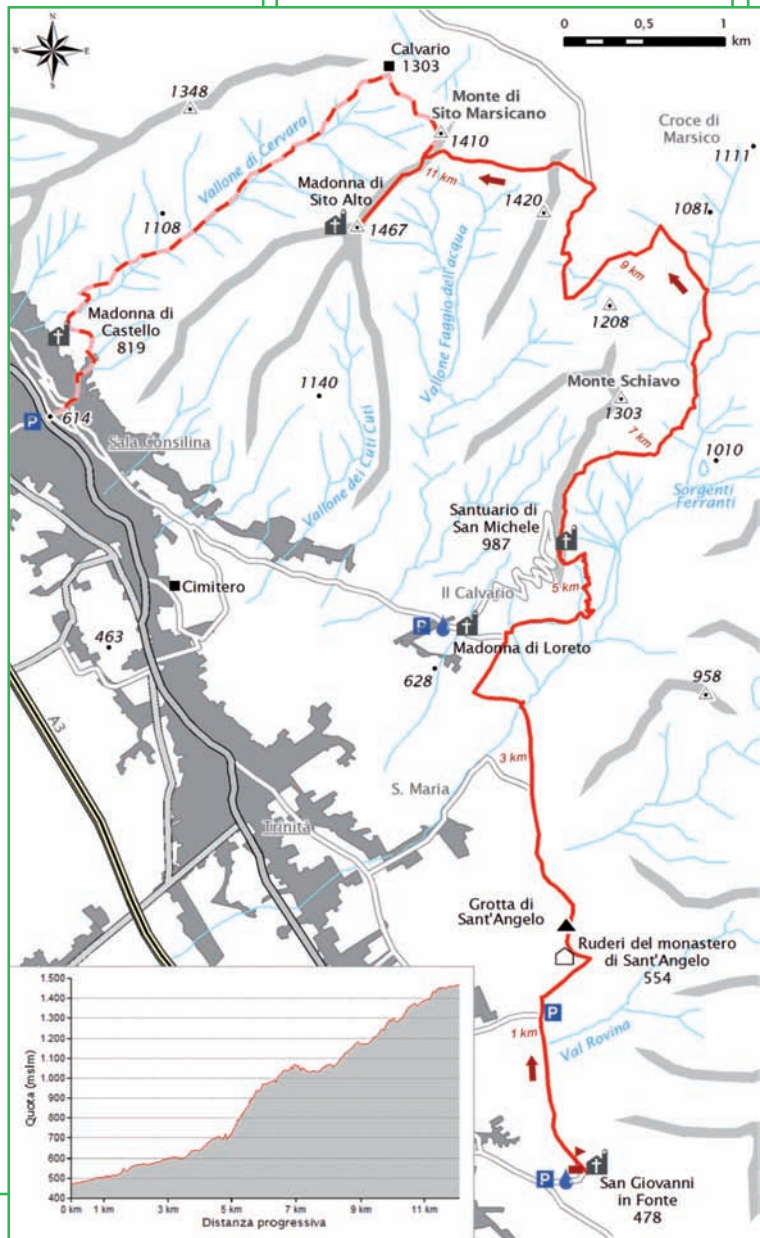 N
W
E
S
0
0,5
1
km
Calvario
1303
1348
Monte di
Sito Marsicano
1410
Croce di
Marsico
1111
Vallone di Cervara
11 km
Madonna di
Sito Alto
1467
1420
1081
1108
Vallone Faggio dell'acqua
9 km
1208
Madonna di
Castello
819
Monte Schiavo
1303
1140
P
614
Sala Consilina
7 km
1010
Vallone dei Cuti Cuti
Sorgenti
Ferranti
Santuario di
San Michele
987
Cimitero
Il Calvario
5 km
P
Madonna di Loreto
463
628
958
A3
3 km
S. Maria
Trinità
Grotta di
Sant'Angelo
Ruderi del monastero
di Sant'Angelo
554
P
1 km
Val Rovina
P
San Giovanni
in Fonte
478
Quota (mslm)
1.500
1.400
1.300
1.200
1.100
1.000
900
800
700
600
500
400
0 km
1 km
3 km
5 km
7 km
9 km
11 km
Distanza progressiva